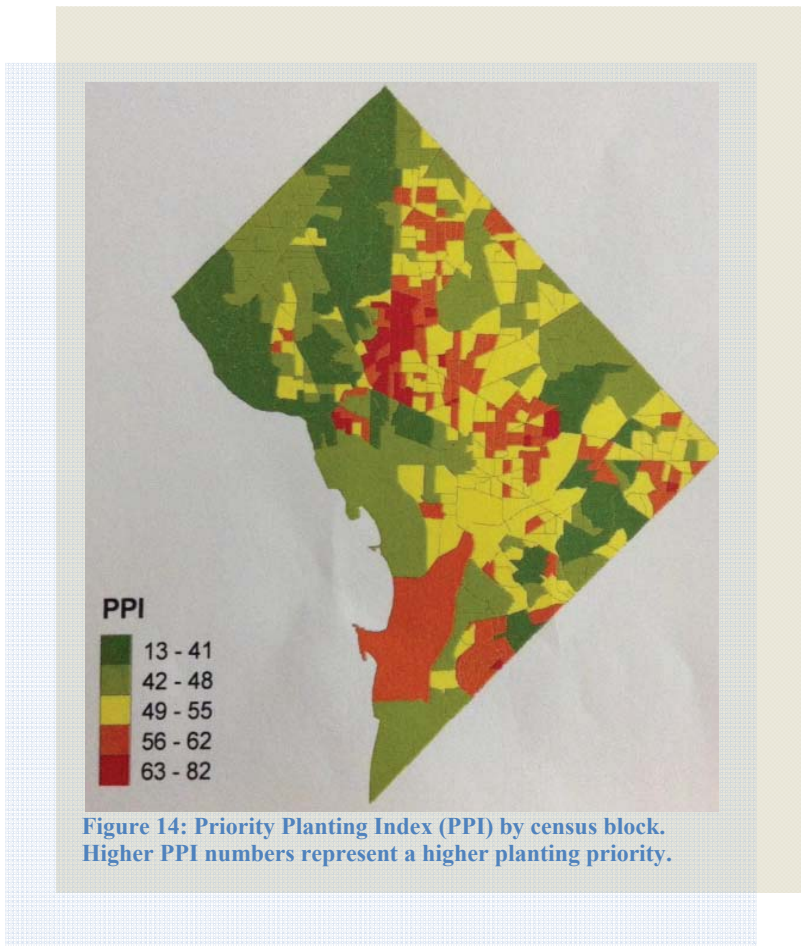 PPI
13 - 41
42 - 48
49 - 55
56 - 62
63 - 82
Figure 14: Priority Planting Index (PPI) by census block.
Higher PPI numbers represent a higher planting priority.